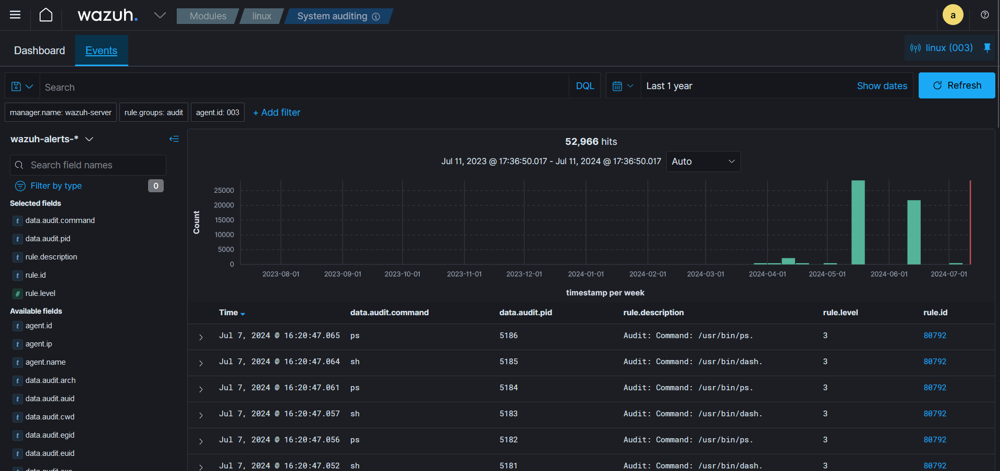 wazuh.
Modules
linux
System auditing
a
Dashboard
Events
linux (003)
Search
DQL
Last 1 year
Show dates
Refresh
manager.name: wazuh-server
rule.groups: audit
agent.id: 003
+ Add filter
wazuh-alerts-*
Search field names
Filter by type
0
Selected fields
t data.audit.command
t data.audit.pid
t rule.description
t rule.id
# rule.level
Available fields
t agent.id
t agent.ip
t agent.name
t data.audit.arch
t data.audit.auid
t data.audit.cwd
t data.audit.egid
t data.audit.euid
52,966 hits
Jul 11, 2023 @ 17:36:50.017 - Jul 11, 2024 @ 17:36:50.017
Auto
Count
25000
20000
15000
10000
5000
0
2023-08-01 2023-09-01 2023-10-01 2023-11-01 2023-12-01 2024-01-01 2024-02-01 2024-03-01 2024-04-01 2024-05-01 2024-06-01 2024-07-01
timestamp per week
Time data.audit.command data.audit.pid rule.description rule.level rule.id
Jul 7, 2024 @ 16:20:47.065 ps 5186 Audit: Command: /usr/bin/ps. 3 80792
Jul 7, 2024 @ 16:20:47.064 sh 5185 Audit: Command: /usr/bin/dash. 3 80792
Jul 7, 2024 @ 16:20:47.061 ps 5184 Audit: Command: /usr/bin/ps. 3 80792
Jul 7, 2024 @ 16:20:47.057 sh 5183 Audit: Command: /usr/bin/dash. 3 80792
Jul 7, 2024 @ 16:20:47.056 ps 5182 Audit: Command: /usr/bin/ps. 3 80792
Jul 7, 2024 @ 16:20:47.052 sh 5181 Audit: Command: /usr/bin/dash. 3 80792